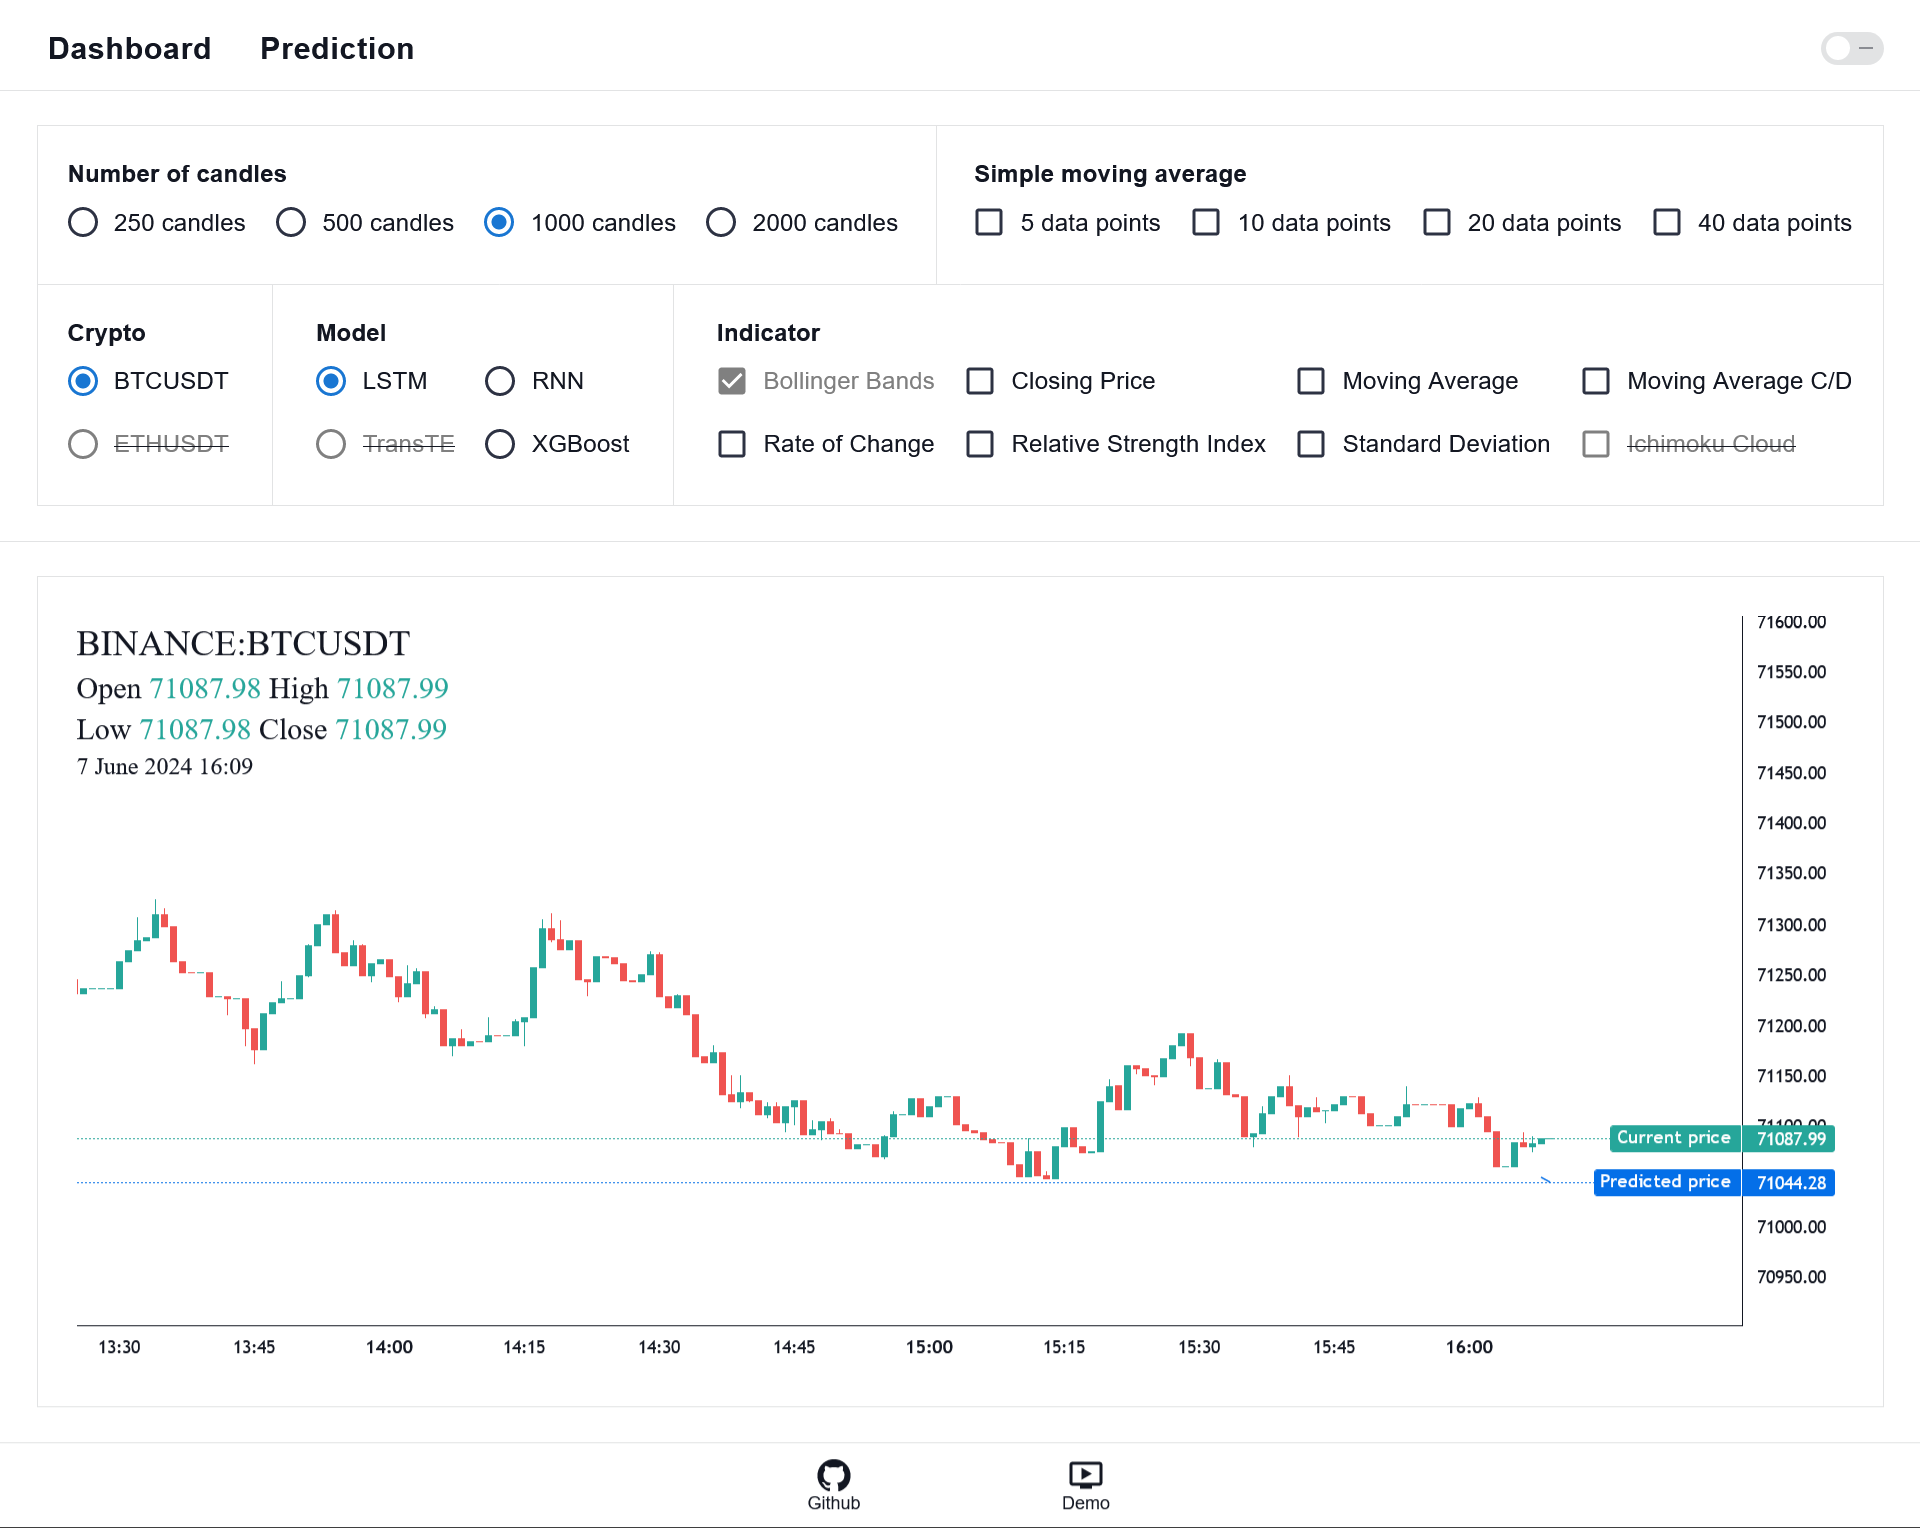 Dashboard Prediction
Number of candles
250 candles 500 candles 1000 candles 2000 candles
Simple moving average
5 data points 10 data points 20 data points 40 data points
Crypto
BTCUSDT
ETHUSDT
Model
LSTM RNN
TransTE XGBoost
Indicator
Bollinger Bands Closing Price Moving Average Moving Average C/D
Rate of Change Relative Strength Index Standard Deviation Ichimoku Cloud
BINANCE:BTCUSDT
Open 71087.98 High 71087.99
Low 71087.98 Close 71087.99
7 June 2024 16:09
71600.00
71550.00
71500.00
71450.00
71400.00
71350.00
71300.00
71250.00
71200.00
71150.00
71100.00
Current price 71087.99
Predicted price 71044.28
71000.00
70950.00
13:30 13:45 14:00 14:15 14:30 14:45 15:00 15:15 15:30 15:45 16:00
Github Demo